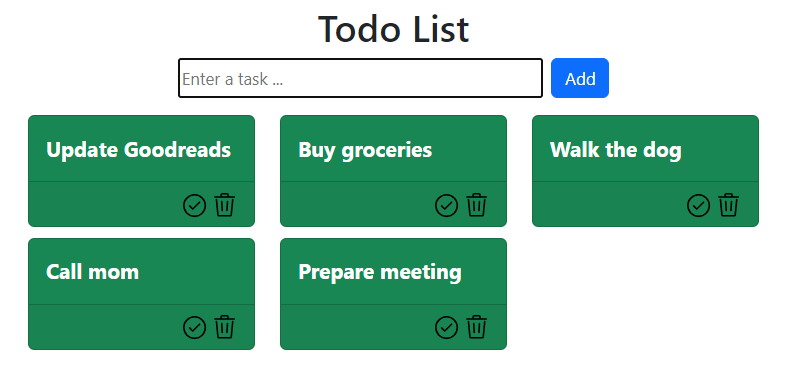 Todo List
Enter a task ...
Add
Update Goodreads
Buy groceries
Walk the dog
Call mom
Prepare meeting